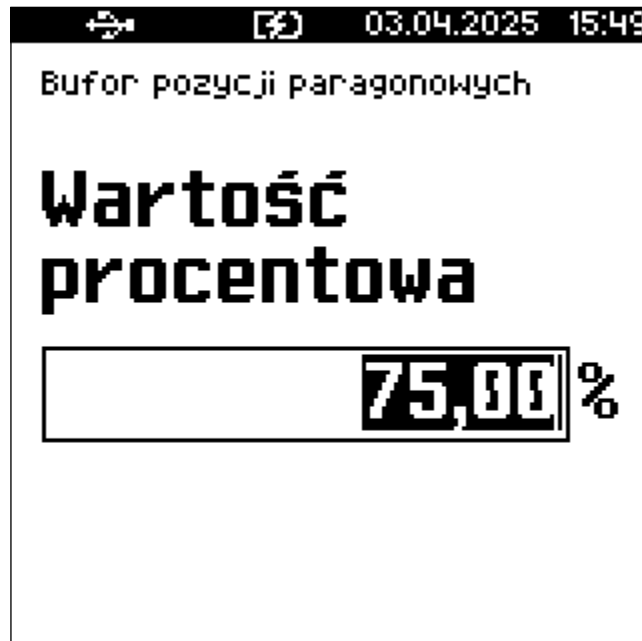 03.04.2025 15:49
Bufor pozycji paragonowych
Wartość
procentowa
75,00 %